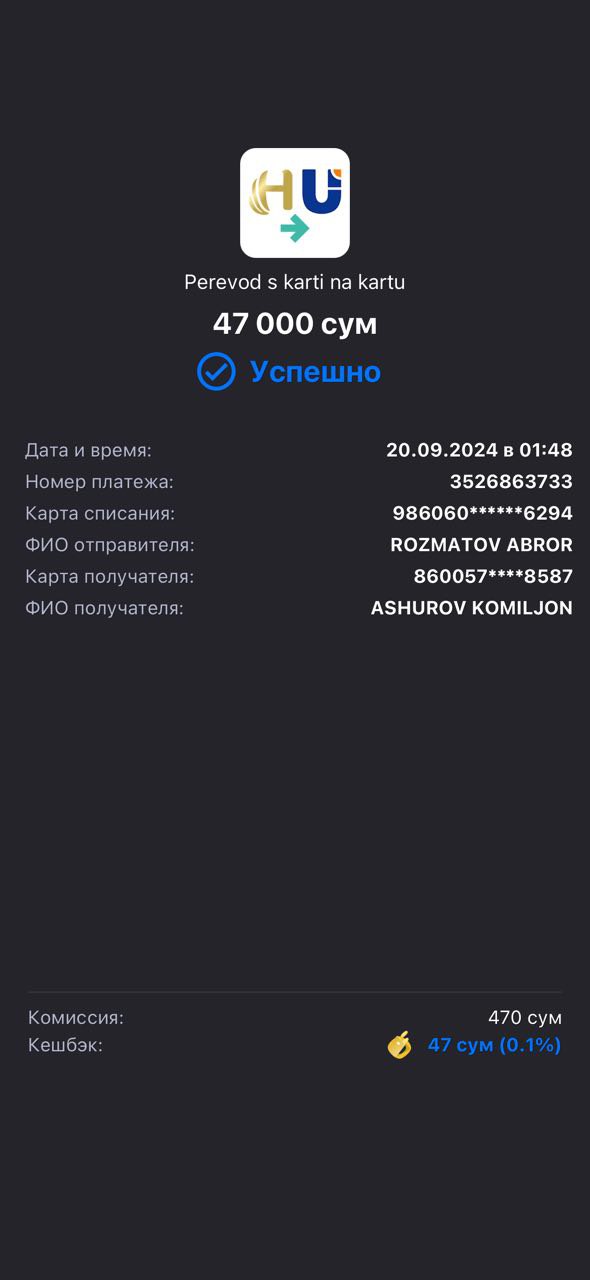 HU
Perevod s karti na kartu
47 000 сум
Успешно
Дата и время: 20.09.2024 в 01:48
Номер платежа: 3526863733
Карта списания: 986060******6294
ФИО отправителя: ROZMATOV ABROR
Карта получателя: 860057****8587
ФИО получателя: ASHUROV KOMILJON
Комиссия: 470 сум
Кешбэк: 47 сум (0.1%)